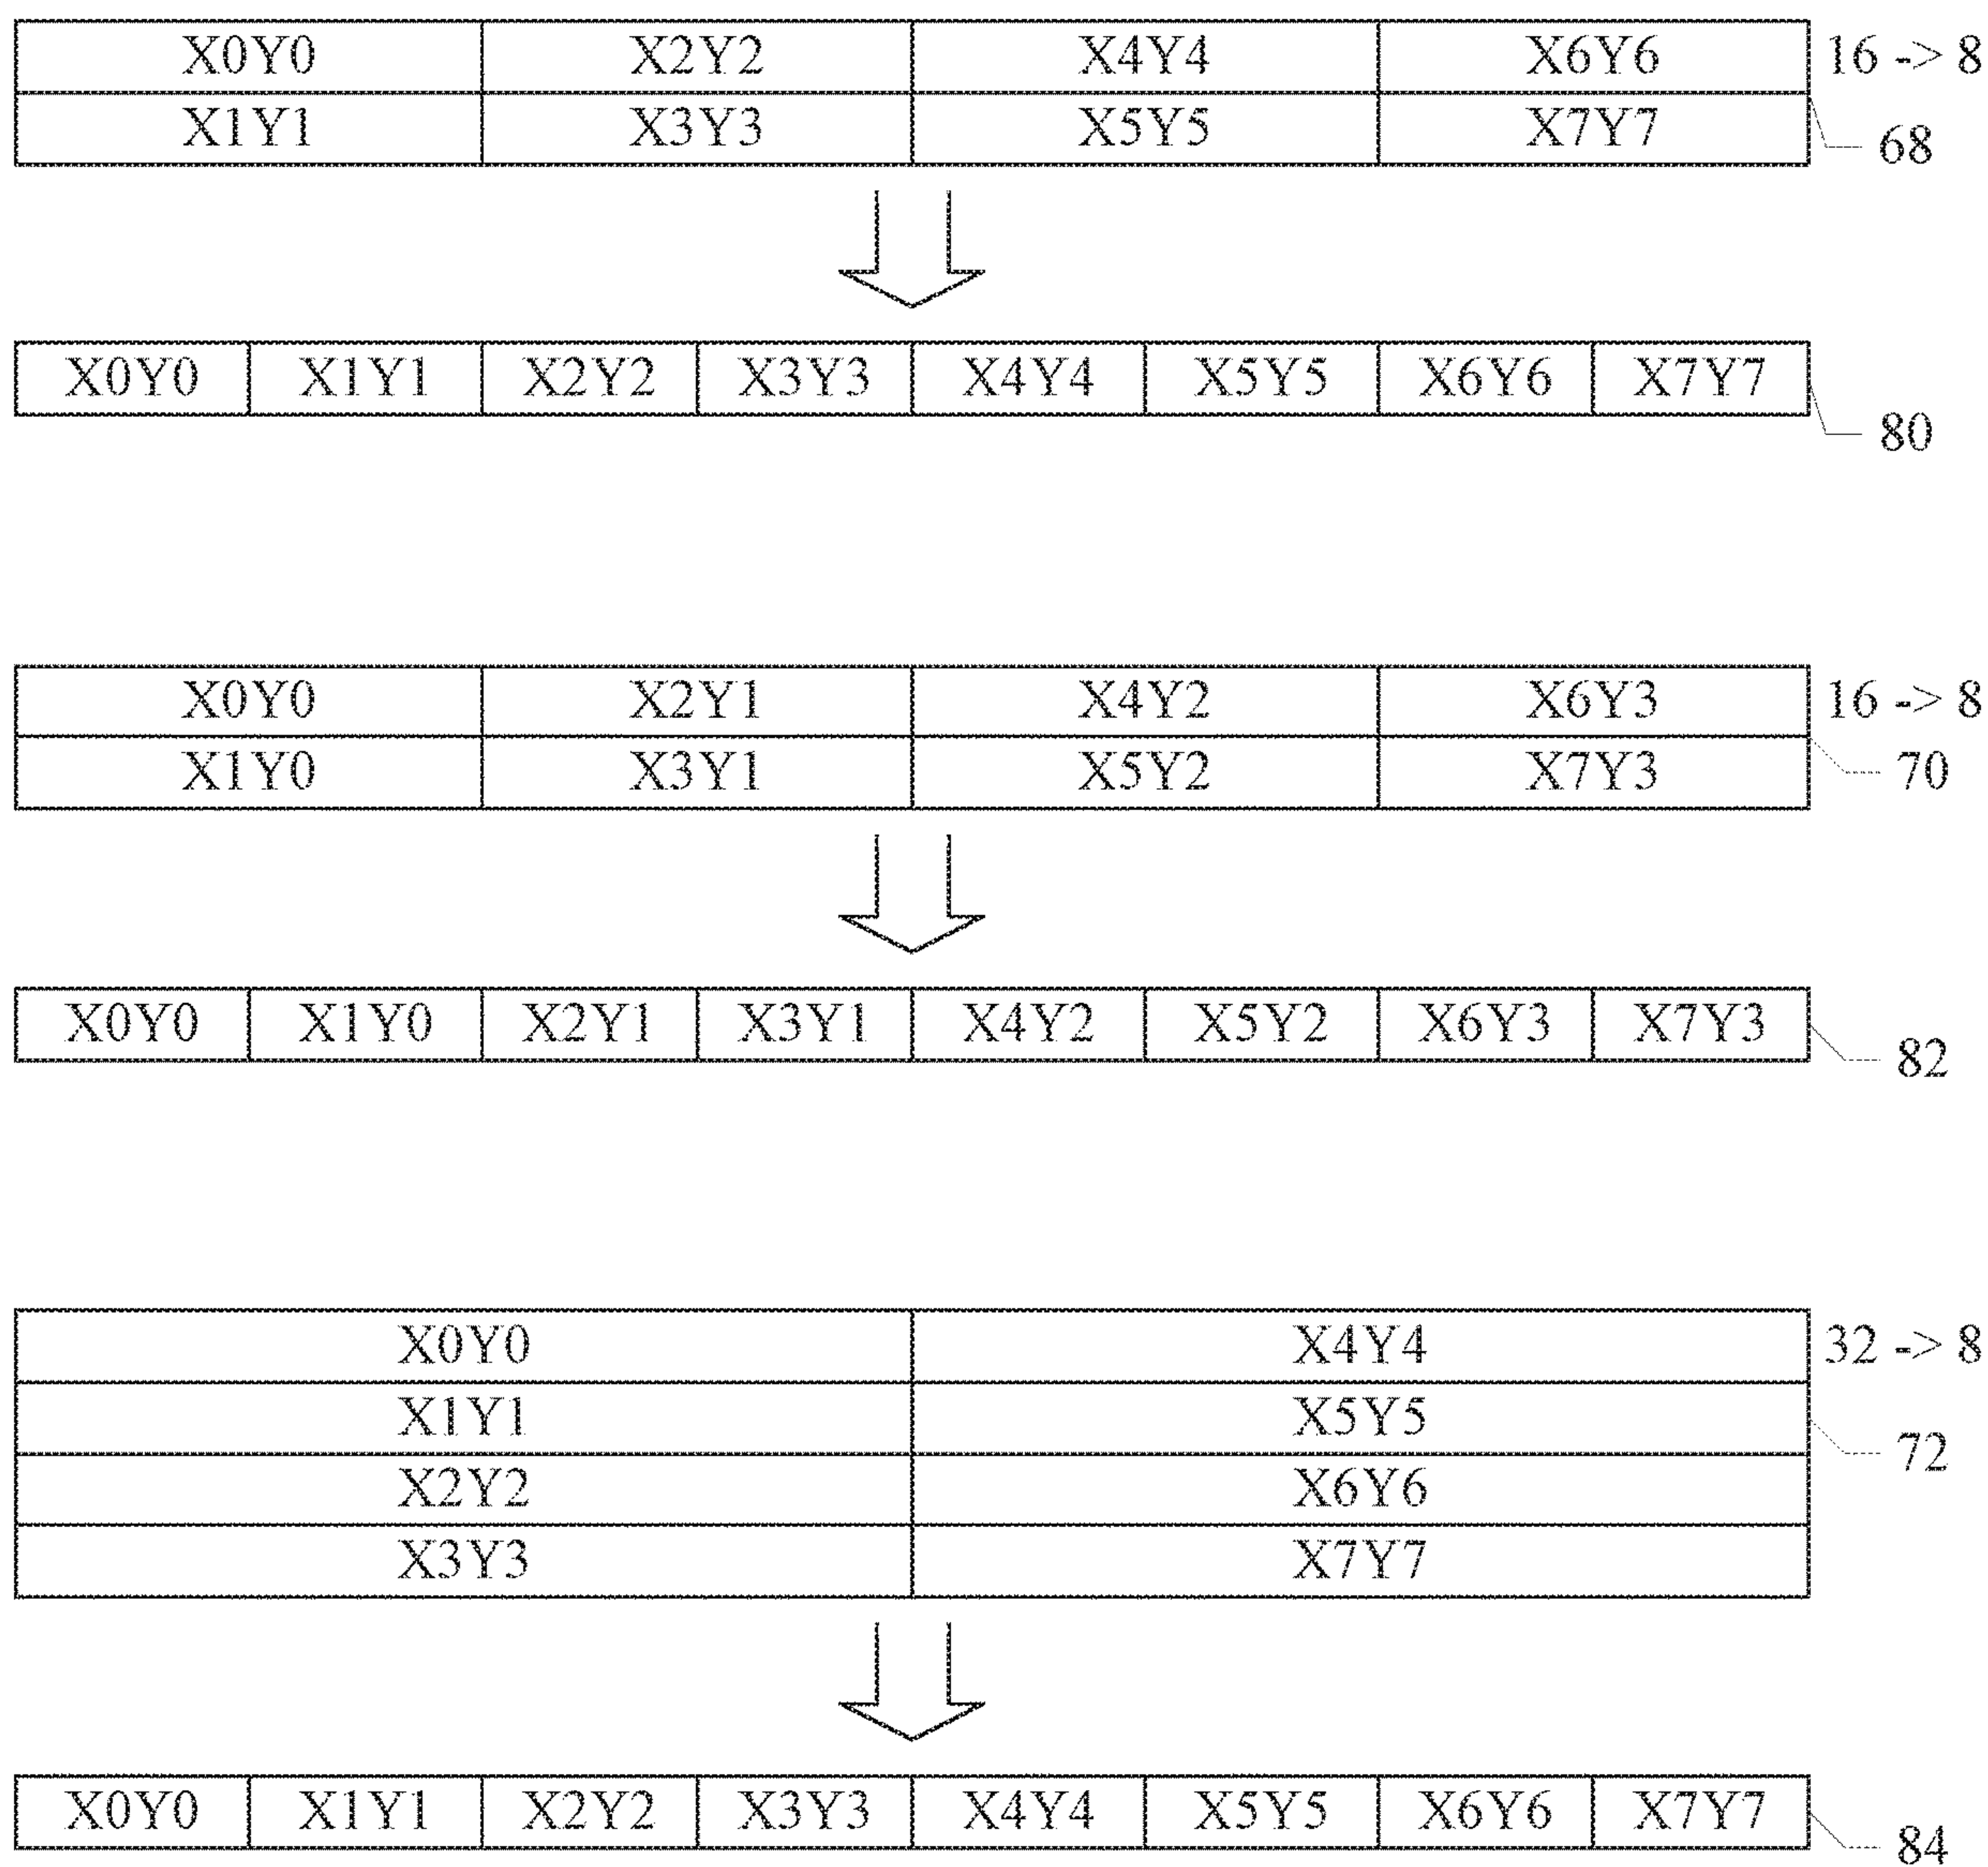 X0Y0 X2Y2 X4Y4 X6Y6 16 -> 8
X1Y1 X3Y3 X5Y5 X7Y7 68
X0Y0 X1Y1 X2Y2 X3Y3 X4Y4 X5Y5 X6Y6 X7Y7
80
X0Y0 X2Y1 X4Y2 X6Y3 16 -> 8
X1Y0 X3Y1 X5Y2 X7Y3 70
X0Y0 X1Y0 X2Y1 X3Y1 X4Y2 X5Y2 X6Y3 X7Y3
82
X0Y0 X4Y4 32 -> 8
X1Y1 X5Y5 72
X2Y2 X6Y6
X3Y3 X7Y7
X0Y0 X1Y1 X2Y2 X3Y3 X4Y4 X5Y5 X6Y6 X7Y7
84